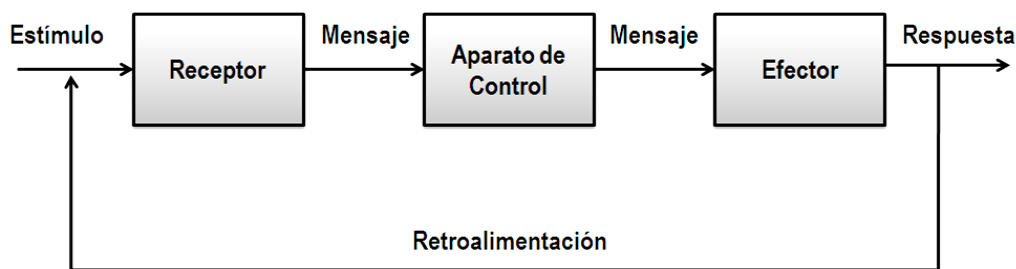 Estímulo
Receptor
Mensaje
Aparato de
Control
Mensaje
Efector
Respuesta
Retroalimentación